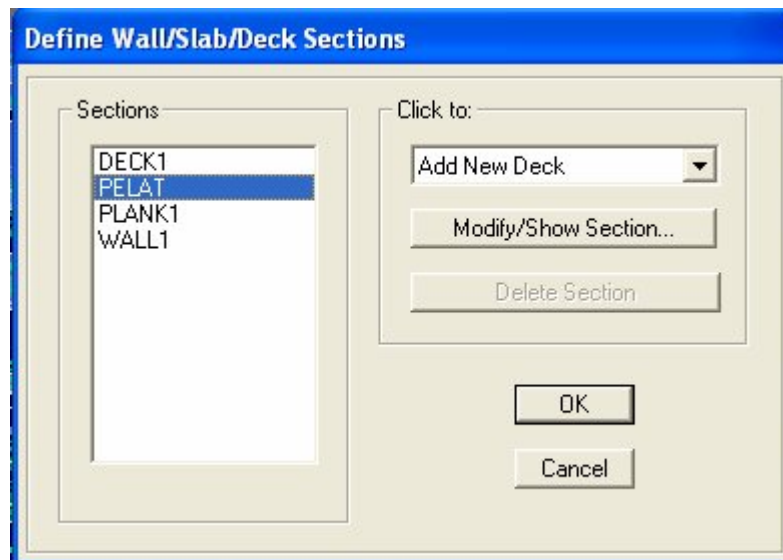 Define Wall/Slab/Deck Sections
Sections
DECK1
PELAT
PLANK1
WALL1
Click to:
Add New Deck
Modify/Show Section...
Delete Section
OK
Cancel